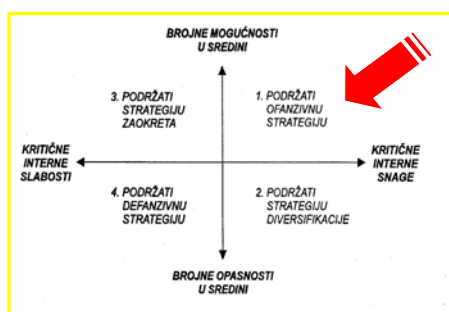 BROJNE MOGUĆNOSTI
U SREDINI
3. PODRŽATI
STRATEGIJU
ZAOKRETA
1. PODRŽATI
OFANZIVNU
STRATEGIJU
KRITIČNE
INTERNE
SLABOSTI
KRITIČNE
INTERNE
SNAGE
4. PODRŽATI
DEFANZIVNU
STRATEGIJU
2. PODRŽATI
STRATEGIJU
DIVERSIFIKACIJE
BROJNE OPASNOSTI
U SREDINI